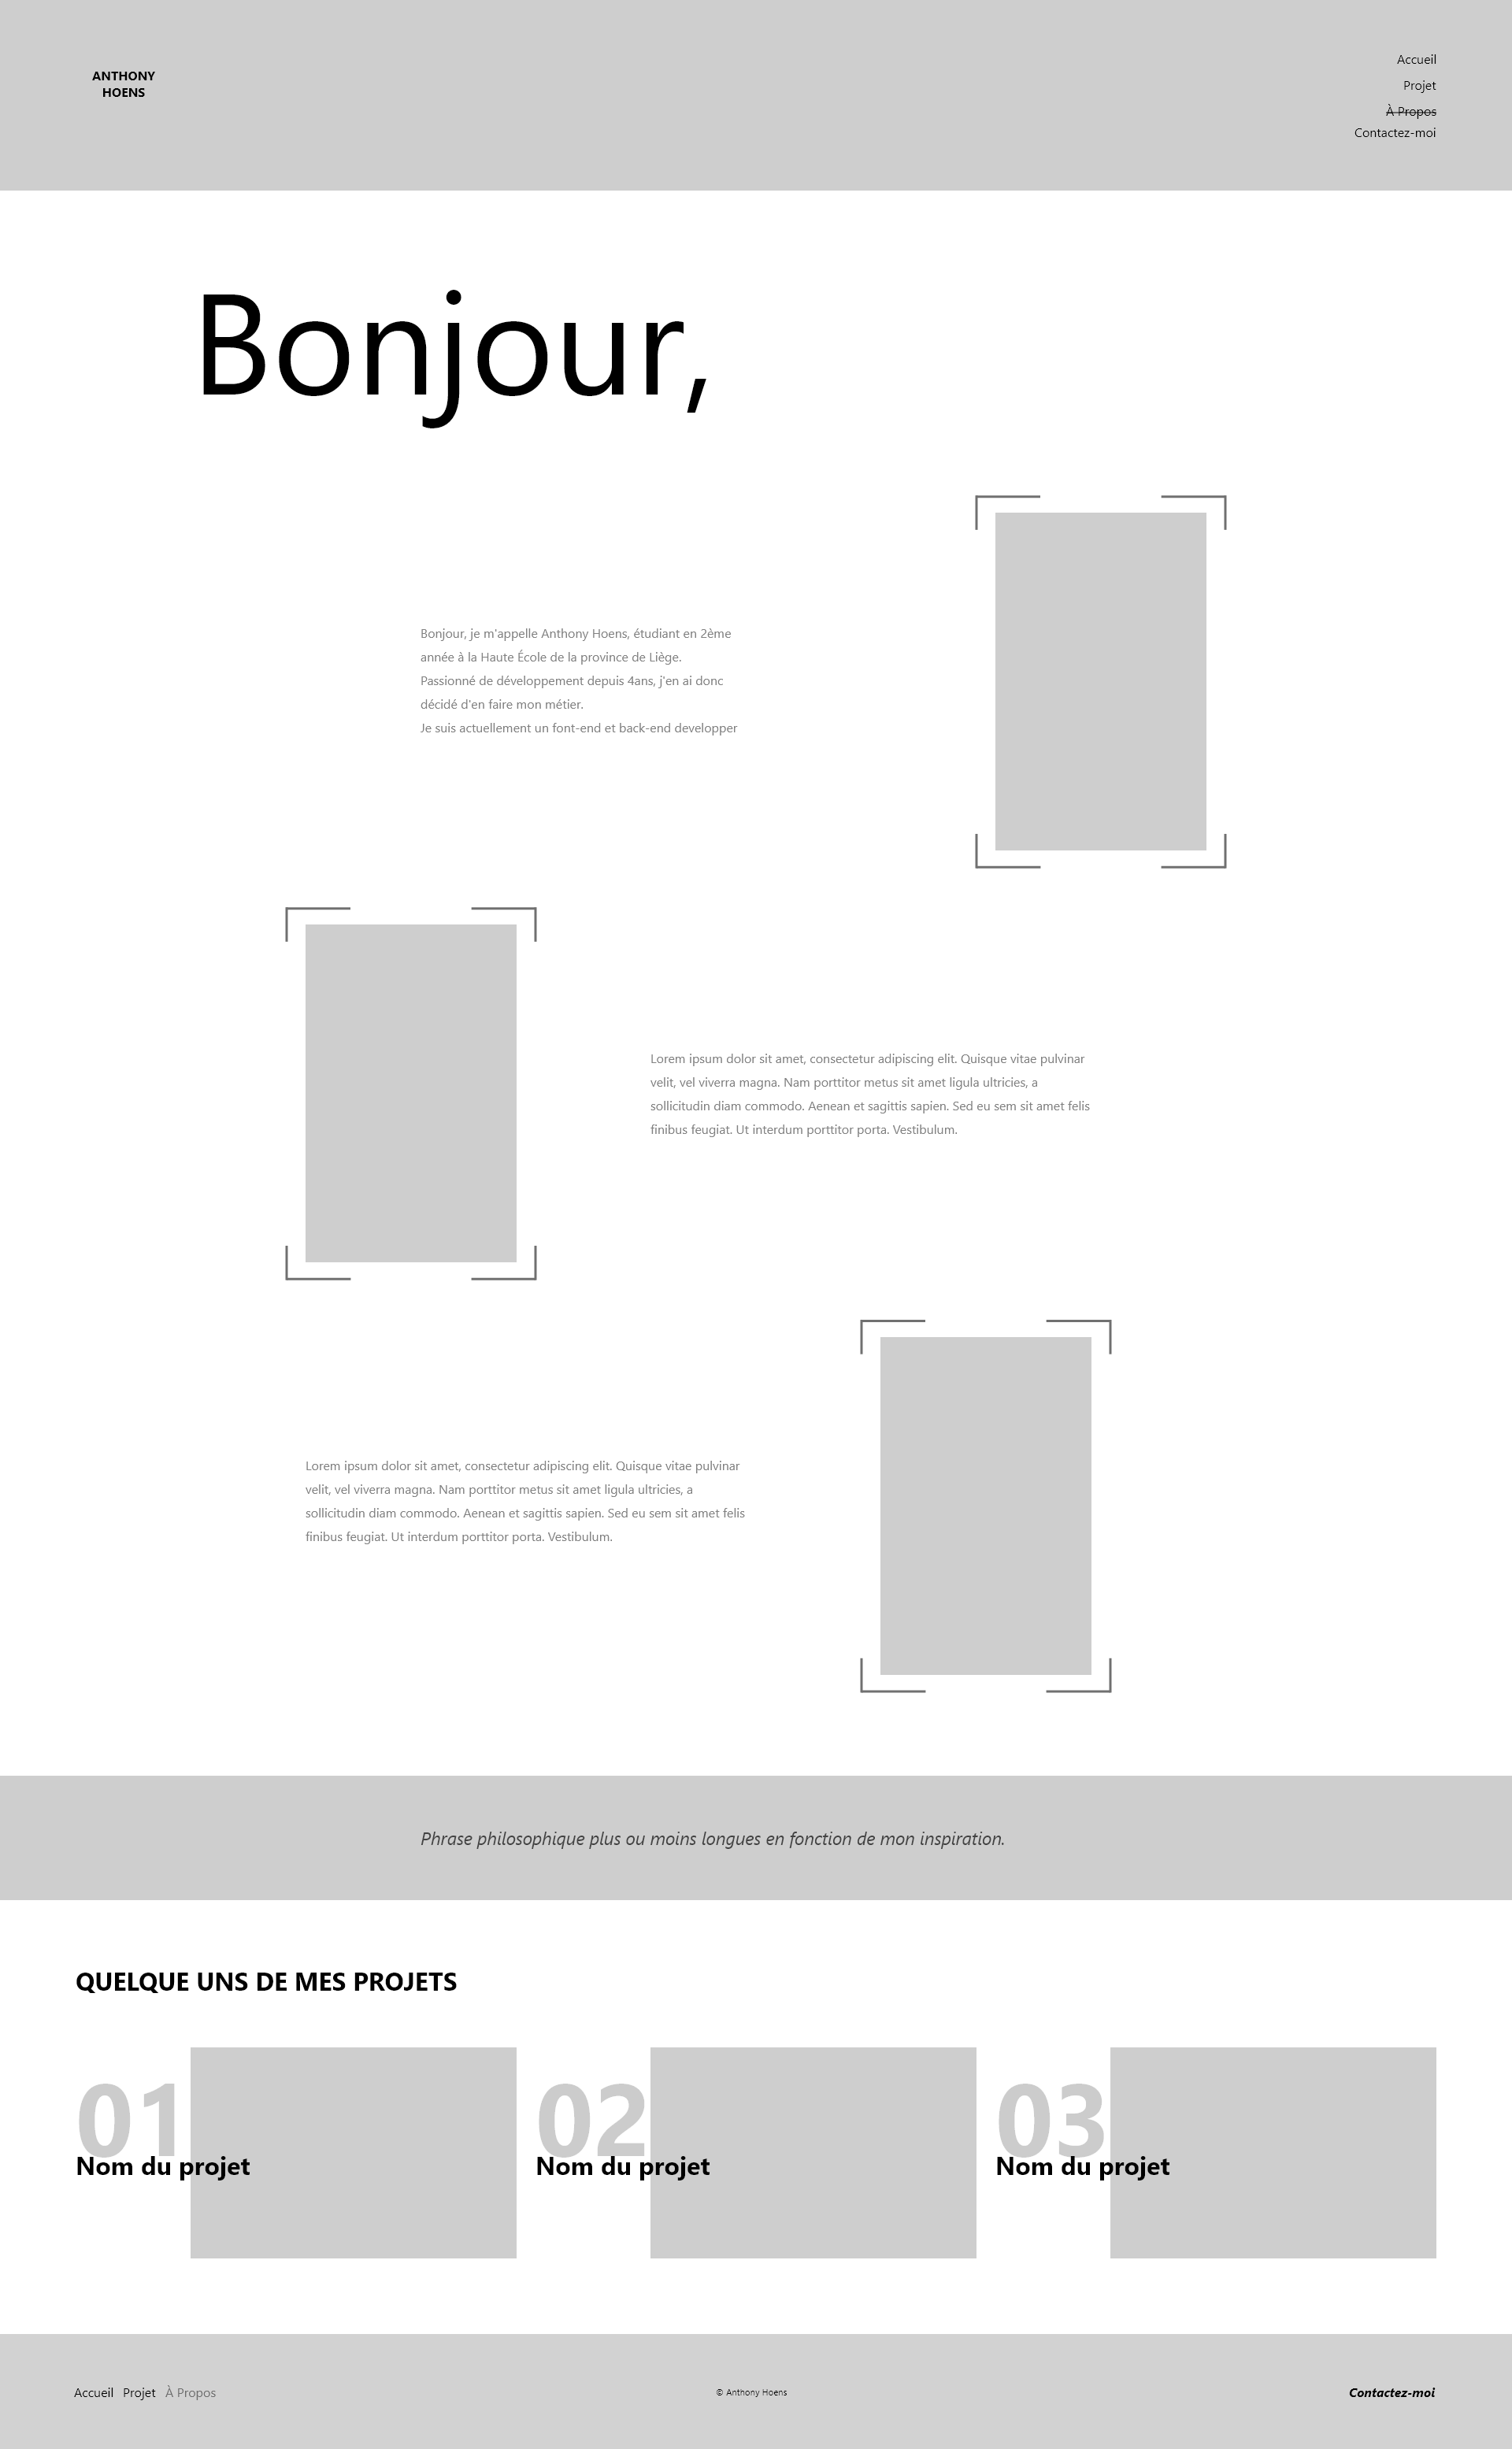 ANTHONY
HOENS
Accueil
Projet
À Propos
Contactez-moi
Bonjour,
Bonjour, je m'appelle Anthony Hoens, étudiant en 2ème
année à la Haute École de la province de Liège.
Passionné de développement depuis 4ans, j'en ai donc
décidé d'en faire mon métier.
Je suis actuellement un font-end et back-end developper
Lorem ipsum dolor sit amet, consectetur adipiscing elit. Quisque vitae pulvinar
velit, vel viverra magna. Nam porttitor metus sit amet ligula ultricies, a
sollicitudin diam commodo. Aenean et sagittis sapien. Sed eu sem sit amet felis
finibus feugiat. Ut interdum porttitor porta. Vestibulum.
Lorem ipsum dolor sit amet, consectetur adipiscing elit. Quisque vitae pulvinar
velit, vel viverra magna. Nam porttitor metus sit amet ligula ultricies, a
sollicitudin diam commodo. Aenean et sagittis sapien. Sed eu sem sit amet felis
finibus feugiat. Ut interdum porttitor porta. Vestibulum.
Phrase philosophique plus ou moins longues en fonction de mon inspiration.
QUELQUE UNS DE MES PROJETS
01
Nom du projet
02
Nom du projet
03
Nom du projet
Accueil Projet À Propos
© Anthony Hoens
Contactez-moi